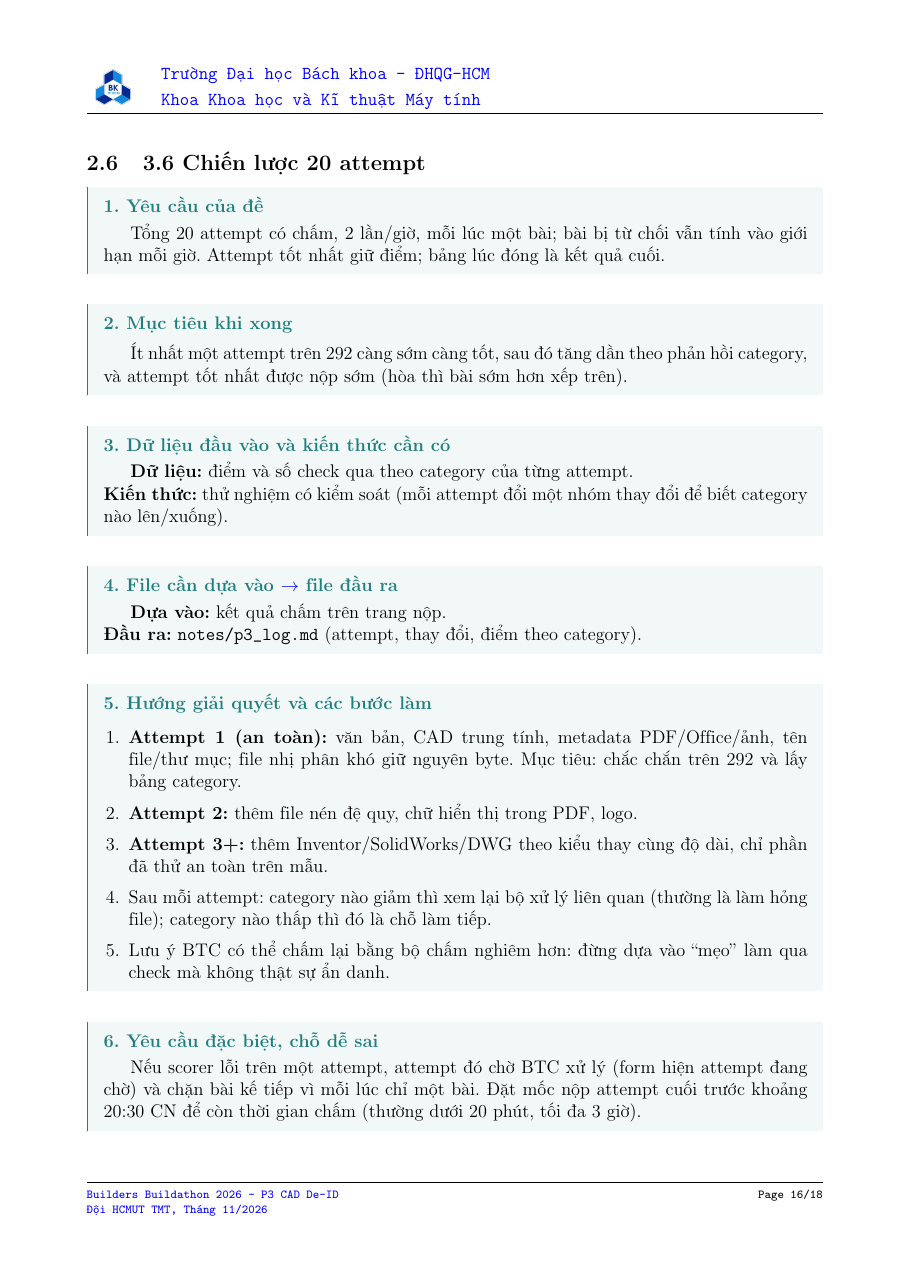 BK
Trường Đại học Bách khoa - ĐHQG-HCM
Khoa Khoa học và Kĩ thuật Máy tính
2.6 3.6 Chiến lược 20 attempt
1. Yêu cầu của đề
Tổng 20 attempt có chấm, 2 lần/giờ, mỗi lúc một bài; bài bị từ chối vẫn tính vào giới
hạn mỗi giờ. Attempt tốt nhất giữ điểm; bảng lúc đóng là kết quả cuối.
2. Mục tiêu khi xong
Ít nhất một attempt trên 292 càng sớm càng tốt, sau đó tăng dần theo phản hồi category,
và attempt tốt nhất được nộp sớm (hòa thì bài sớm hơn xếp trên).
3. Dữ liệu đầu vào và kiến thức cần có
Dữ liệu: điểm và số check qua theo category của từng attempt.
Kiến thức: thử nghiệm có kiểm soát (mỗi attempt đổi một nhóm thay đổi để biết category
nào lên/xuống).
4. File cần dựa vào → file đầu ra
Dựa vào: kết quả chấm trên trang nộp.
Đầu ra: notes/p3_log.md (attempt, thay đổi, điểm theo category).
5. Hướng giải quyết và các bước làm
1. Attempt 1 (an toàn): văn bản, CAD trung tính, metadata PDF/Office/ảnh, tên
file/thư mục; file nhị phân khó giữ nguyên byte. Mục tiêu: chắc chắn trên 292 và lấy
bảng category.
2. Attempt 2: thêm file nén đệ quy, chữ hiển thị trong PDF, logo.
3. Attempt 3+: thêm Inventor/SolidWorks/DWG theo kiểu thay cùng độ dài, chỉ phần
đã thử an toàn trên mẫu.
4. Sau mỗi attempt: category nào giảm thì xem lại bộ xử lý liên quan (thường là làm hỏng
file); category nào thấp thì đó là chỗ làm tiếp.
5. Lưu ý BTC có thể chấm lại bằng bộ chấm nghiêm hơn: đừng dựa vào “mẹo” làm qua
check mà không thật sự ẩn danh.
6. Yêu cầu đặc biệt, chỗ dễ sai
Nếu scorer lỗi trên một attempt, attempt đó chờ BTC xử lý (form hiện attempt đang
chờ) và chặn bài kế tiếp vì mỗi lúc chỉ một bài. Đặt mốc nộp attempt cuối trước khoảng
20:30 CN để còn thời gian chấm (thường dưới 20 phút, tối đa 3 giờ).
Builders Buildathon 2026 - P3 CAD De-ID
Page 16/18
Đội HCMUT TMT, Tháng 11/2026